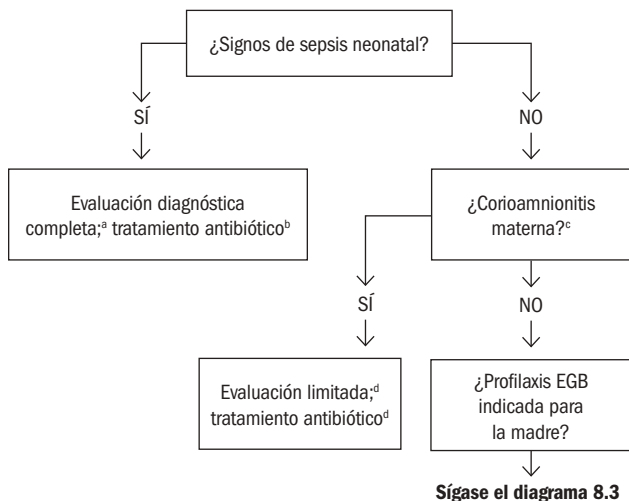 ¿Signos de sepsis neonatal?
SÍ
NO
Evaluación diagnóstica
completa;ᵃ tratamiento antibióticoᵇ
¿Corioamnionitis
materna?ᶜ
SÍ
NO
Evaluación limitada;ᵈ
tratamiento antibióticoᵈ
¿Profilaxis EGB
indicada para
la madre?
Sígase el diagrama 8.3